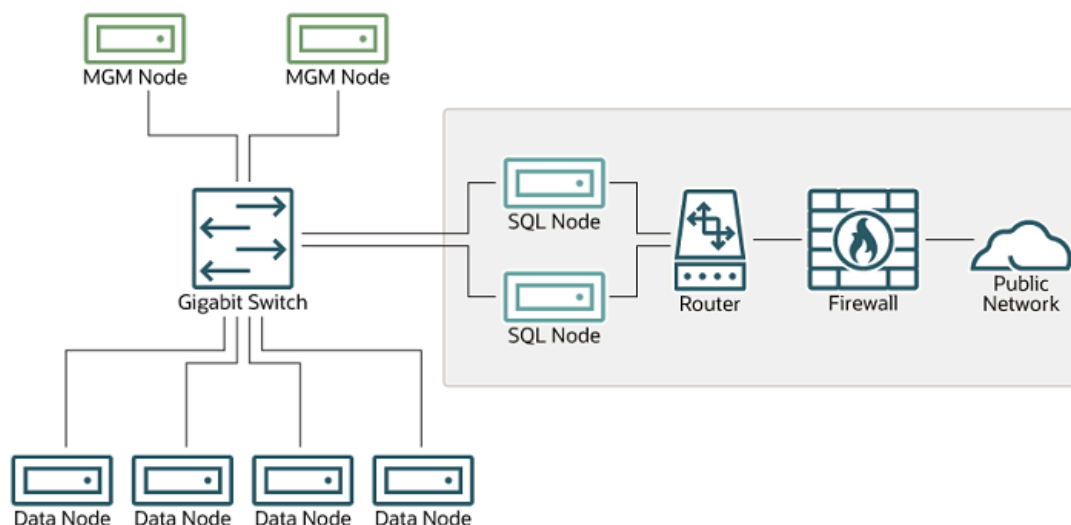 MGM Node
MGM Node
SQL Node
Gigabit Switch
SQL Node
Router
Firewall
Public
Network
Data Node
Data Node
Data Node
Data Node